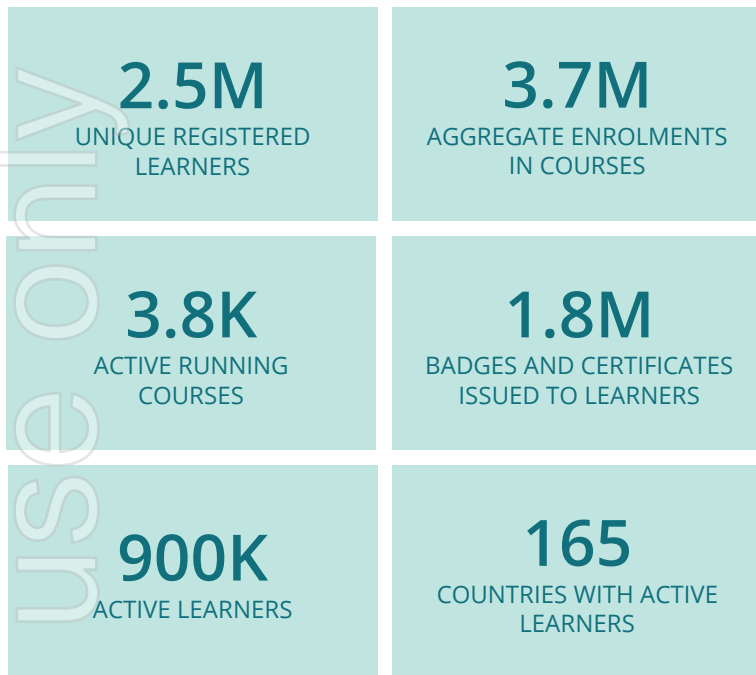 2.5M
UNIQUE REGISTERED
LEARNERS
3.7M
AGGREGATE ENROLMENTS
IN COURSES
3.8K
ACTIVE RUNNING
COURSES
1.8M
BADGES AND CERTIFICATES
ISSUED TO LEARNERS
900K
ACTIVE LEARNERS
165
COUNTRIES WITH ACTIVE
LEARNERS
use only